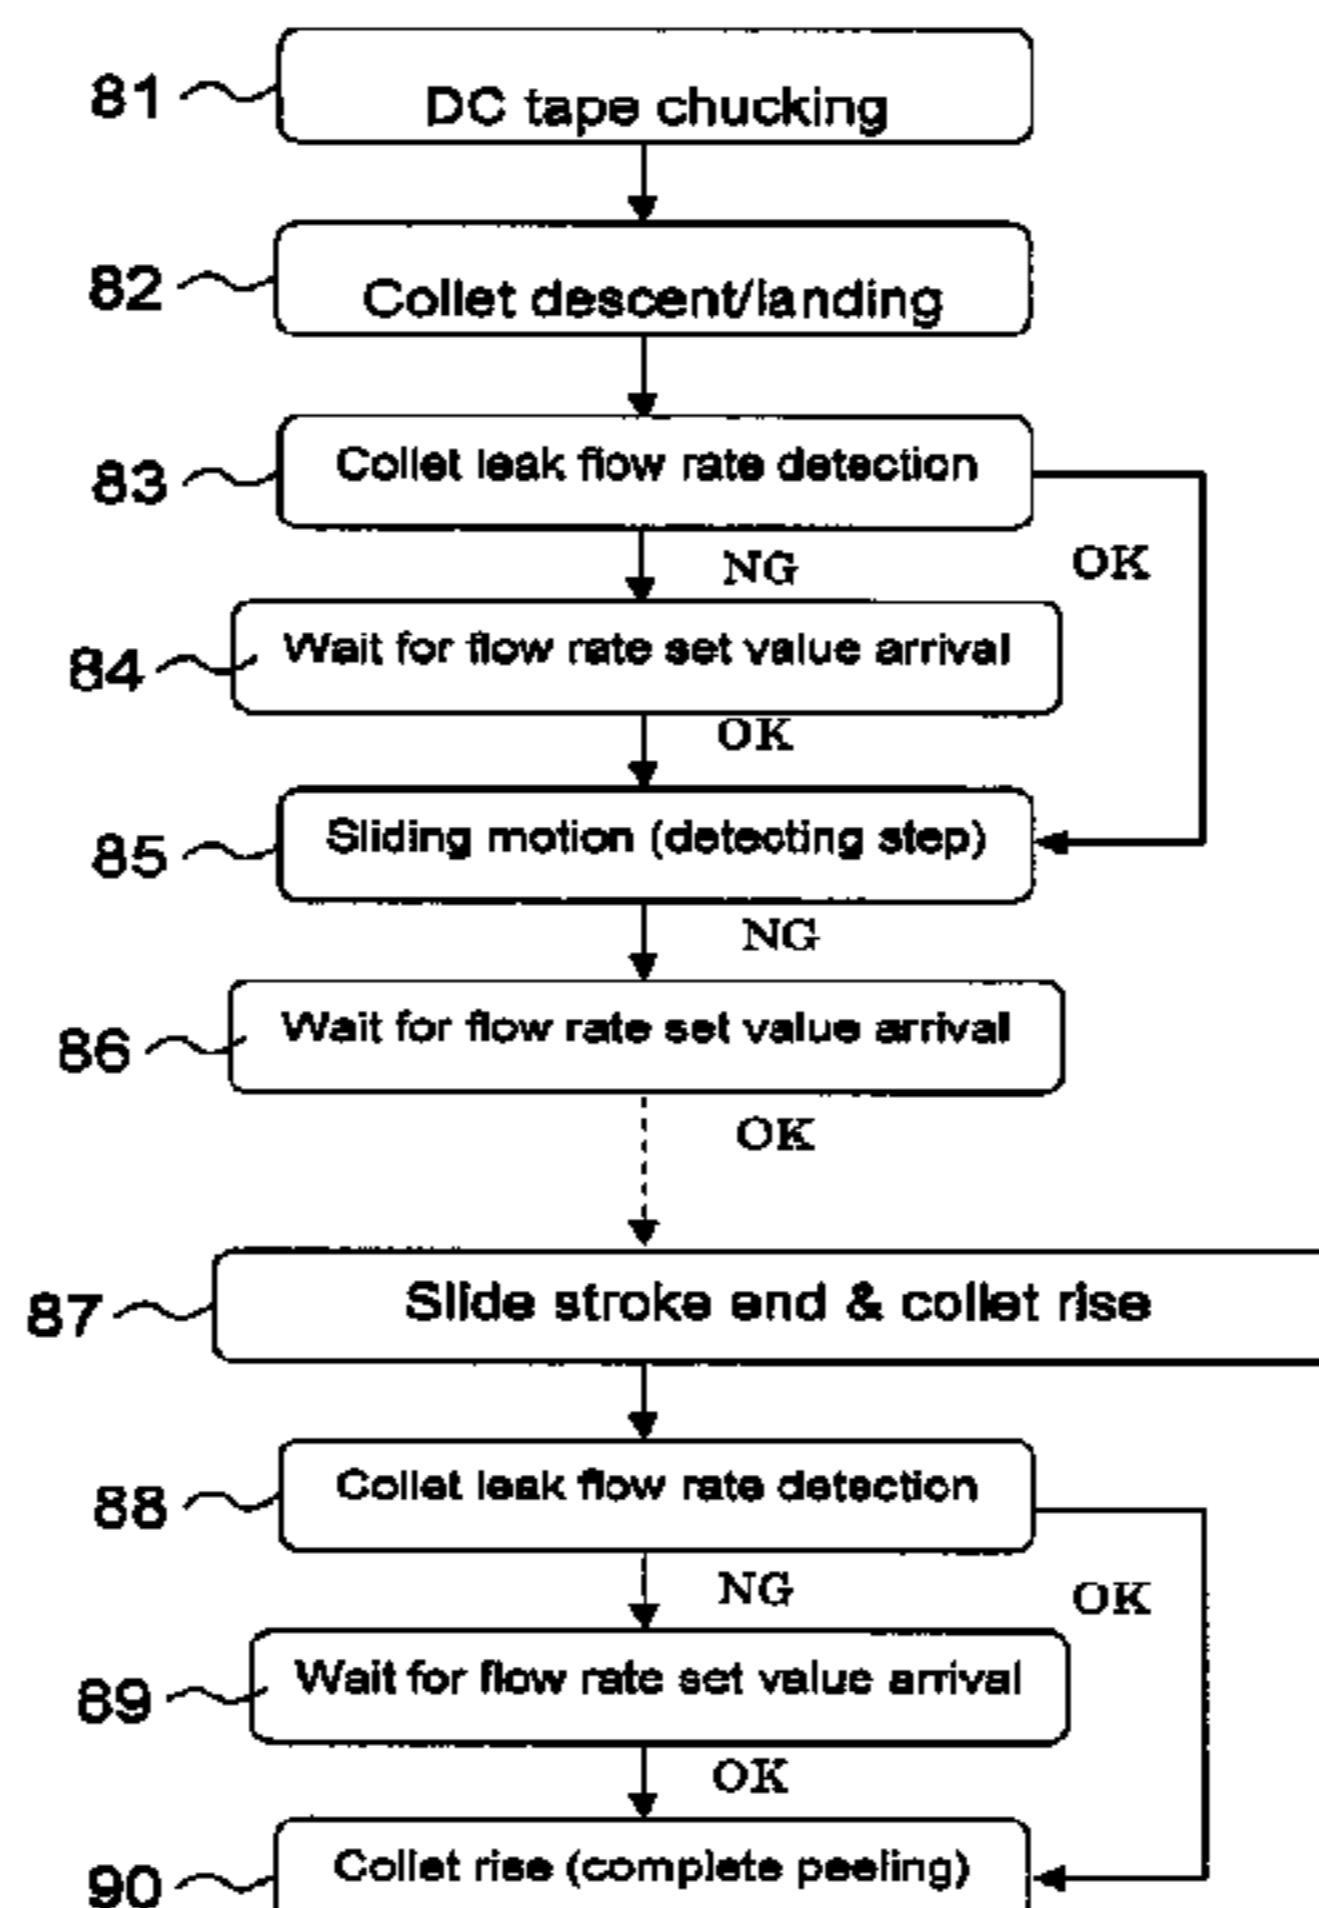 81 DC tape chucking
82 Collet descent/landing
83 Collet leak flow rate detection
NG OK
84 Wait for flow rate set value arrival
OK
85 Sliding motion (detecting step)
NG
86 Wait for flow rate set value arrival
OK
87 Slide stroke end & collet rise
88 Collet leak flow rate detection
NG OK
89 Wait for flow rate set value arrival
OK
90 Collet rise (complete peeling)